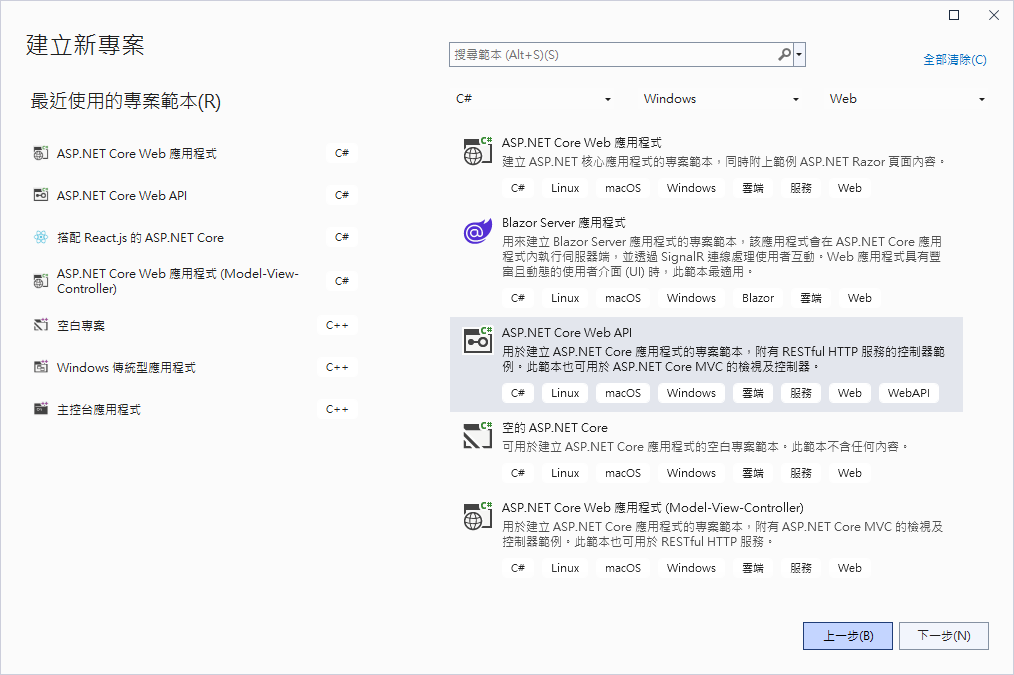 建立新專案
搜尋範本 (Alt+S)(S)
全部清除(C)
最近使用的專案範本(R)
C#
Windows
Web
ASP.NET Core Web 應用程式
C#
ASP.NET Core Web API
C#
搭配 React.js 的 ASP.NET Core
C#
ASP.NET Core Web 應用程式 (Model-View-
Controller)
C#
空白專案
C++
Windows 傳統型應用程式
C++
主控台應用程式
C++
ASP.NET Core Web 應用程式
建立 ASP.NET 核心應用程式的專案範本，同時附上範例 ASP.NET Razor 頁面內容。
C# Linux macOS Windows 雲端 服務 Web
Blazor Server 應用程式
用來建立 Blazor Server 應用程式的專案範本，該應用程式會在 ASP.NET Core 應用
程式內執行伺服器端，並透過 SignalR 連線處理使用者互動。Web 應用程式具有豐
富且動態的使用者介面 (UI) 時，此範本最適用。
C# Linux macOS Windows Blazor 雲端 Web
ASP.NET Core Web API
用於建立 ASP.NET Core 應用程式的專案範本，附有 RESTful HTTP 服務的控制器範
例。此範本也可用於 ASP.NET Core MVC 的檢視及控制器。
C# Linux macOS Windows 雲端 服務 Web WebAPI
空的 ASP.NET Core
可用於建立 ASP.NET Core 應用程式的空白專案範本。此範本不含任何內容。
C# Linux macOS Windows 雲端 服務 Web
ASP.NET Core Web 應用程式 (Model-View-Controller)
用於建立 ASP.NET Core 應用程式的專案範本，附有 ASP.NET Core MVC 的檢視及
控制器範例。此範本也可用於 RESTful HTTP 服務。
C# Linux macOS Windows 雲端 服務 Web
上一步(B)
下一步(N)